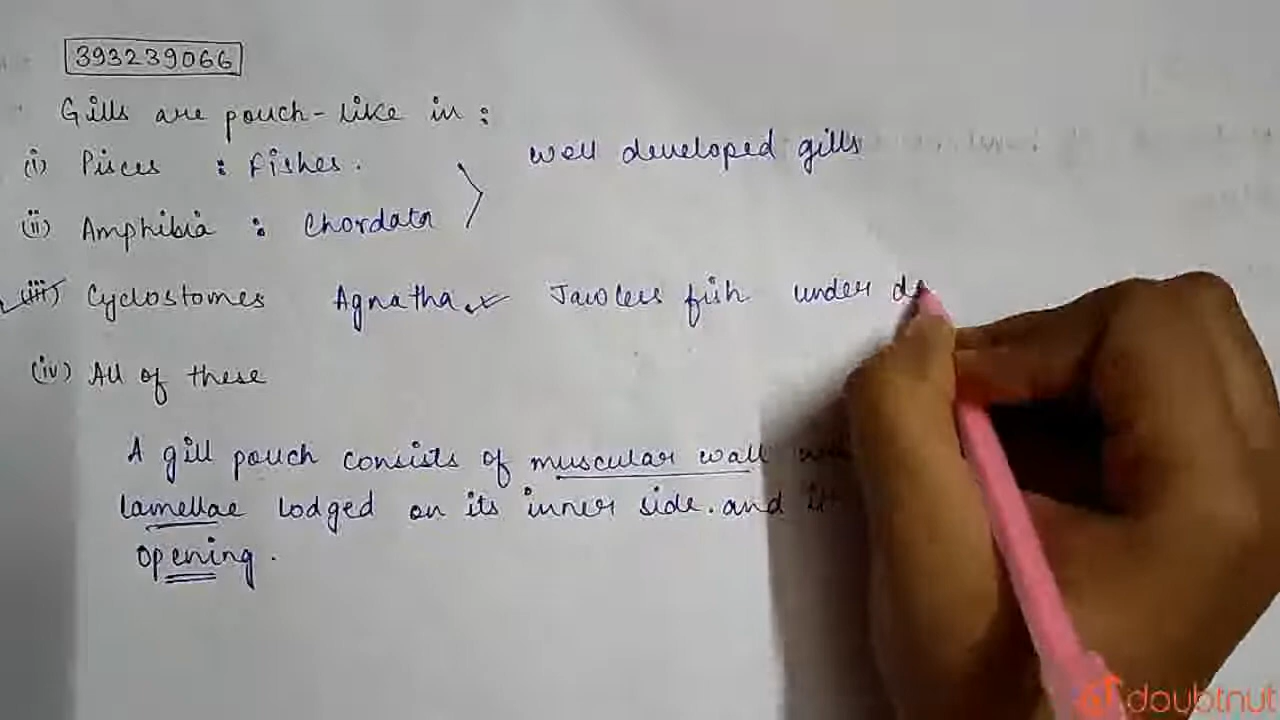 393239066
Gills are pouch-like in :
(i) Pisces : Fishes. well developed gills
(ii) Amphibia : Chordata
(iii) Cyclostomes Agnatha Jawless fish under de
(iv) All of these
A gill pouch consists of muscular wall
lamellae lodged on its inner side. and it
opening.
doubtnut